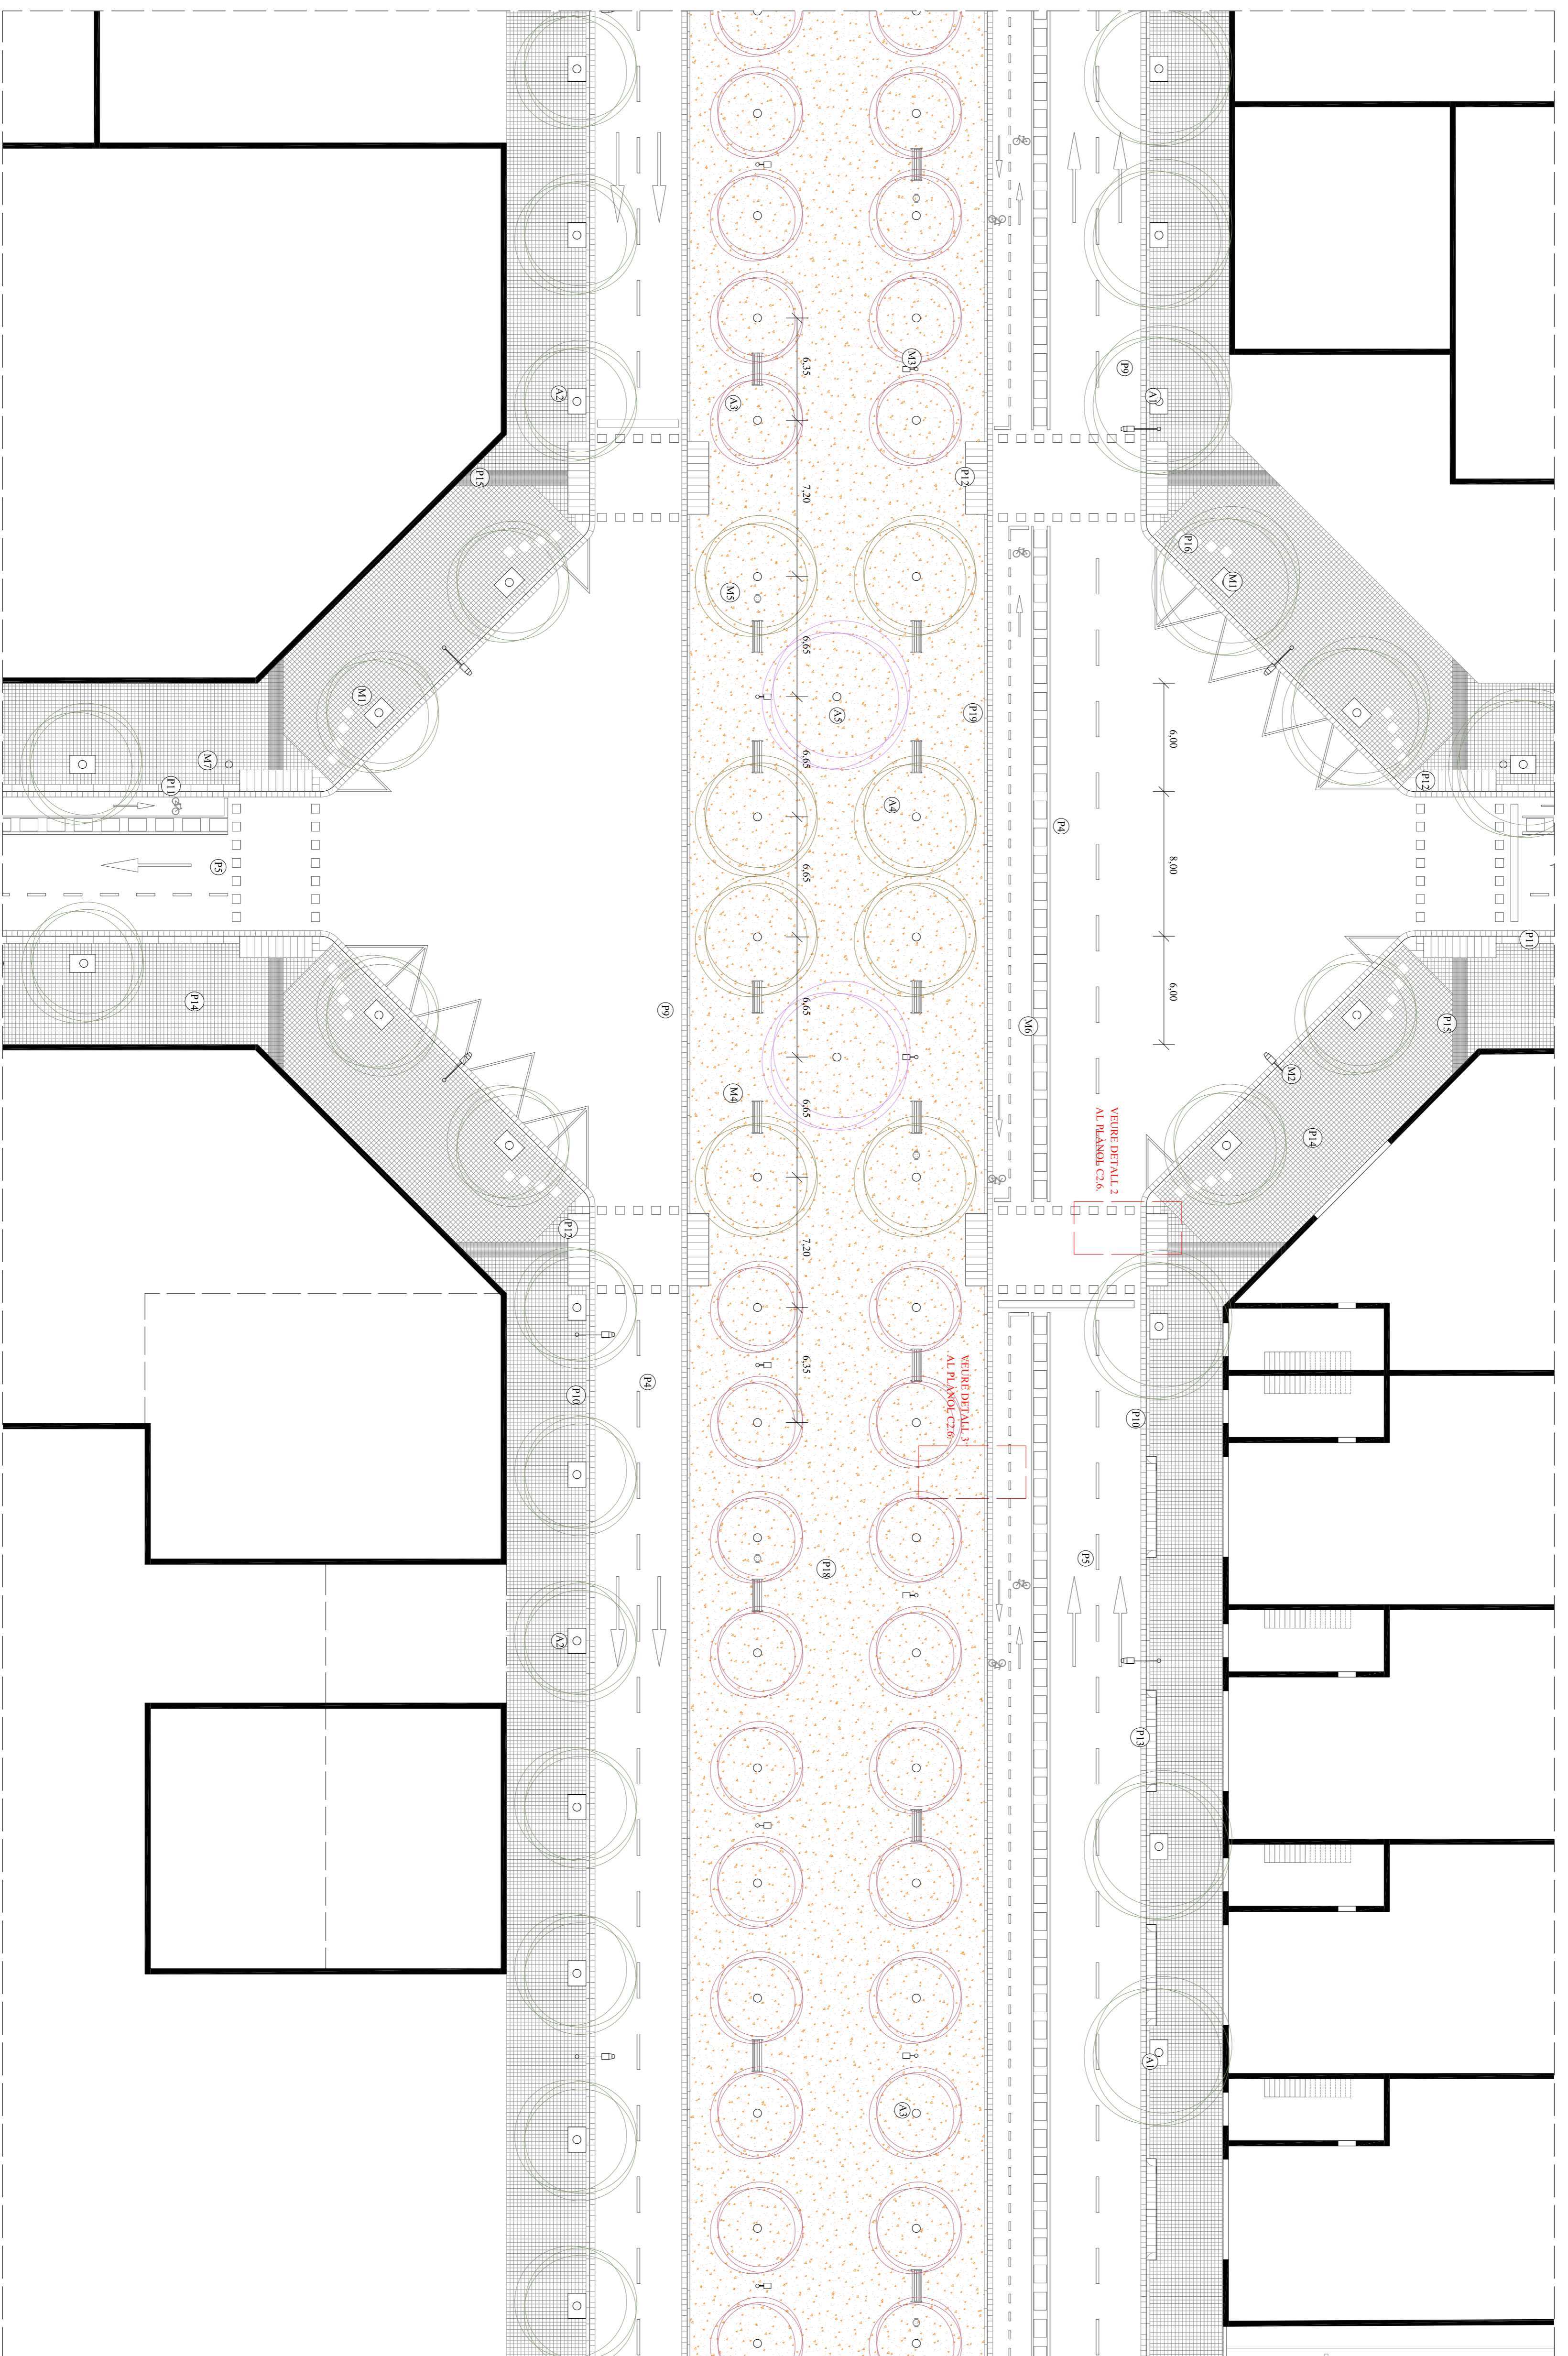 P9
A1
M3
6,35
A2
A3
P15
P12
7,20
P16
M1
M5
6,65
M1
A5
P19
6,00
M7
P11
6,65
P12
A4
P4
P5
6,65
8,00
P11
P14
P9
6,65
M6
6,00
P15
M4
6,65
M2
VEURE DETALL 2
AL PLÀNOL C2.6.
P14
P12
7,20
P4
P10
6,35
VEURE DETALL 3
AL PLÀNOL C2.6.
P10
P18
P5
A2
P13
A1
A3